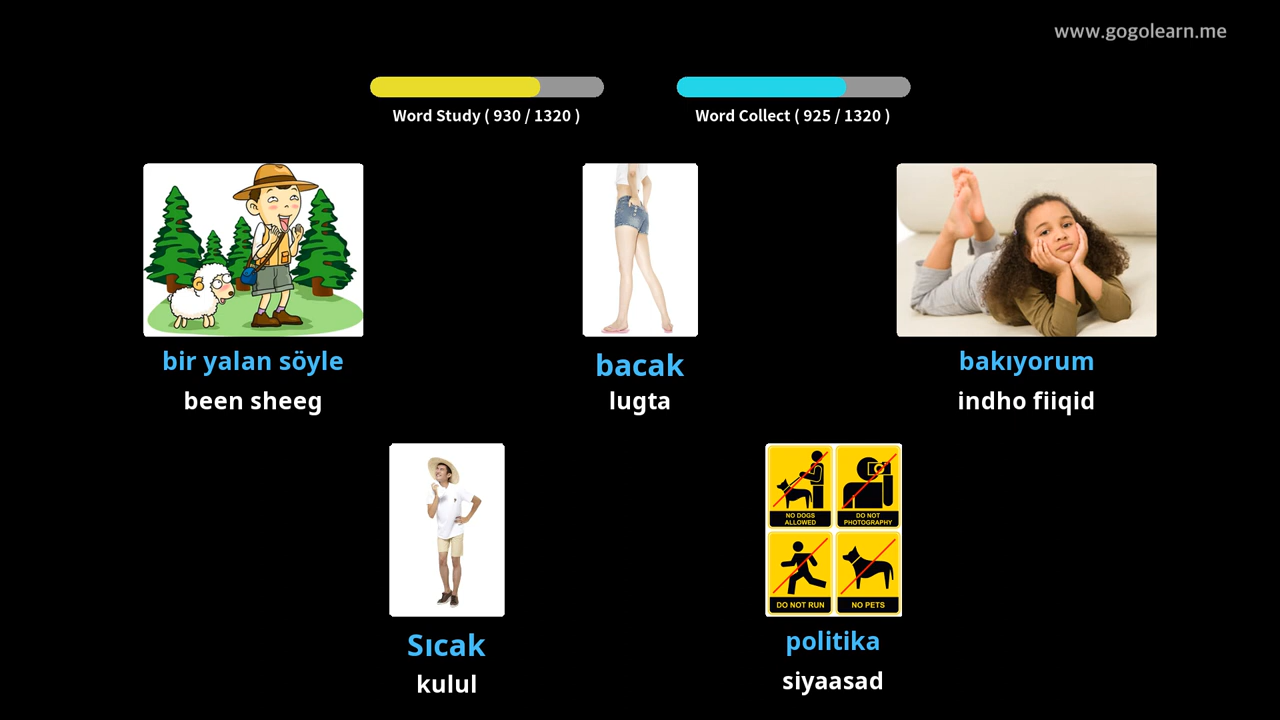 www.gogolearn.me
Word Study ( 930 / 1320 )
Word Collect ( 925 / 1320 )
bir yalan söyle
been sheeg
bacak
lugta
bakıyorum
indho fiiqid
Sıcak
kulul
NO DOGS
ALLOWED
DO NOT
PHOTOGRAPHY
DO NOT RUN
NO PETS
politika
siyaasad